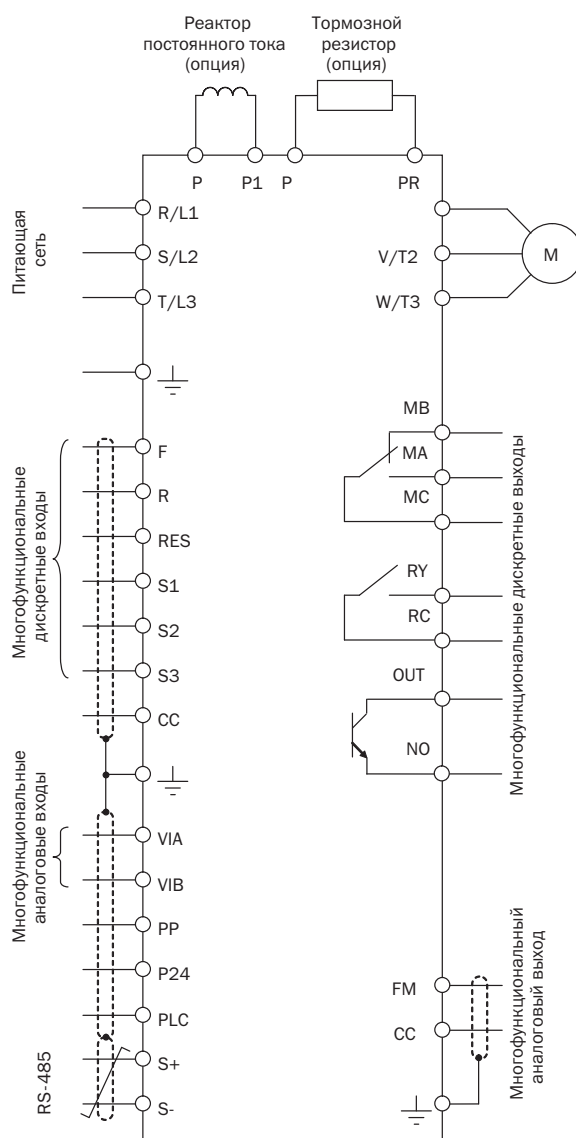 Реактор
постоянного тока
(опция)
Тормозной
резистор
(опция)
P
P1
P
PR
Питающая
сеть
R/L1
S/L2
T/L3
V/T2
W/T3
M
Многофункциональные
дискретные входы
F
R
RES
S1
S2
S3
CC
MB
MA
MC
RY
RC
OUT
NO
Многофункциональные дискретные выходы
Многофункциональные
аналоговые входы
VIA
VIB
PP
P24
PLC
RS-485
S+
S-
FM
CC
Многофункциональный
аналоговый выход